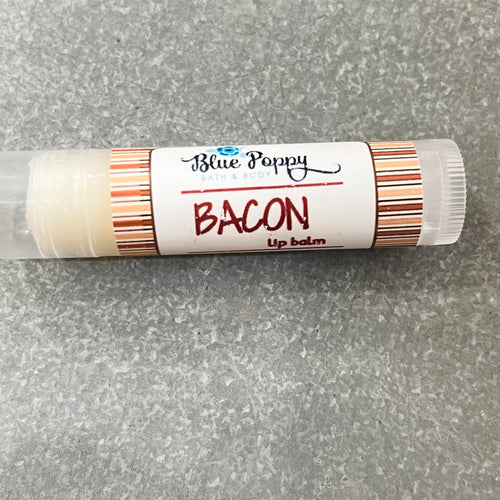 Blue Poppy
BATH & BODY
BACON
Lip balm